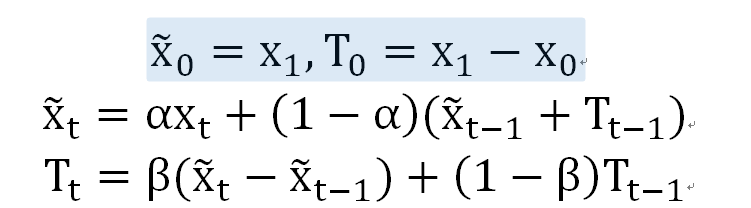 x̃₀ = x₁, T₀ = x₁ − x₀
x̃ₜ = αxₜ + (1 − α)(x̃ₜ₋₁ + Tₜ₋₁)
Tₜ = β(x̃ₜ − x̃ₜ₋₁) + (1 − β)Tₜ₋₁